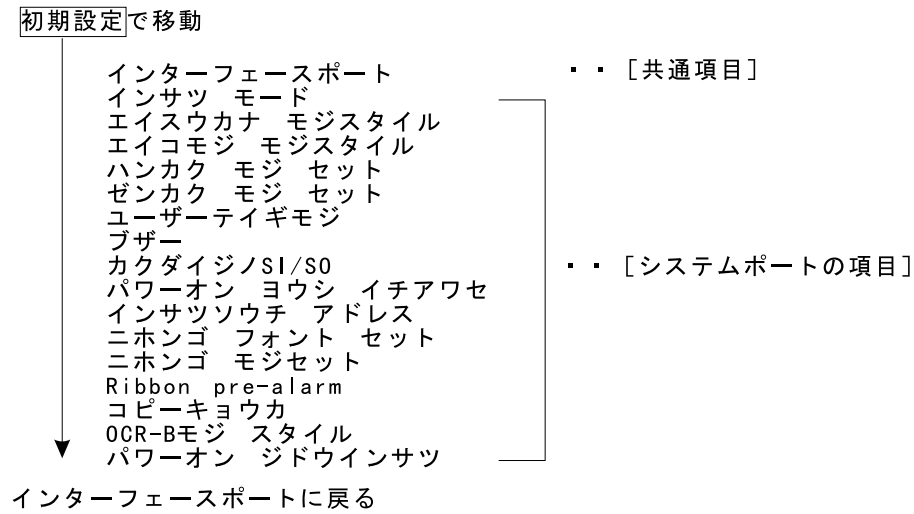 初期設定で移動
インターフェースポート ・・［共通項目］
インサツ モード
エイスウカナ モジスタイル
エイコモジ モジスタイル
ハンカク モジ セット
ゼンカク モジ セット
ユーザーテイギモジ
ブザー
カクダイジノSI/SO ・・［システムポートの項目］
パワーオン ヨウシ イチアワセ
インサツソウチ アドレス
ニホンゴ フォント セット
ニホンゴ モジセット
Ribbon pre-alarm
コピーキョウカ
OCR-Bモジ スタイル
パワーオン ジドウインサツ
インターフェースポートに戻る